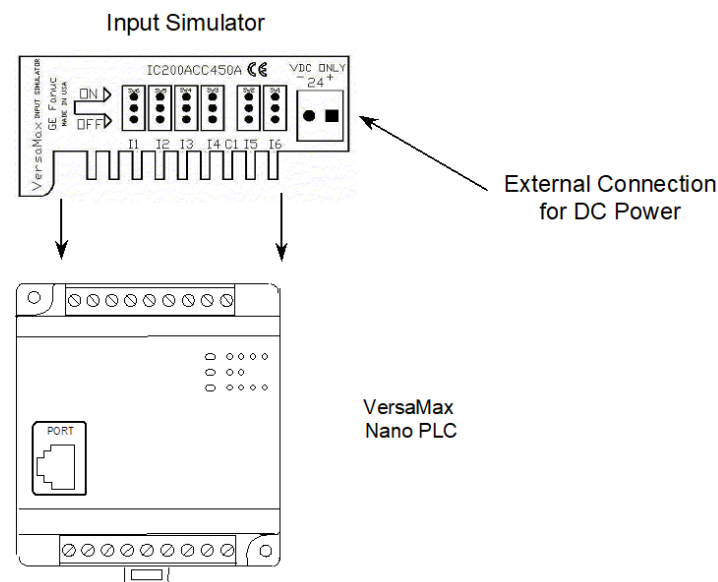 Input Simulator
IC200ACC450A CE
VDC ONLY
- 24 +
ON
OFF
VersaMax INPUT SIMULATOR
GE Fanuc
MADE IN USA
I1 I2 I3 I4 C1 I5 I6
External Connection
for DC Power
VersaMax
Nano PLC
PORT